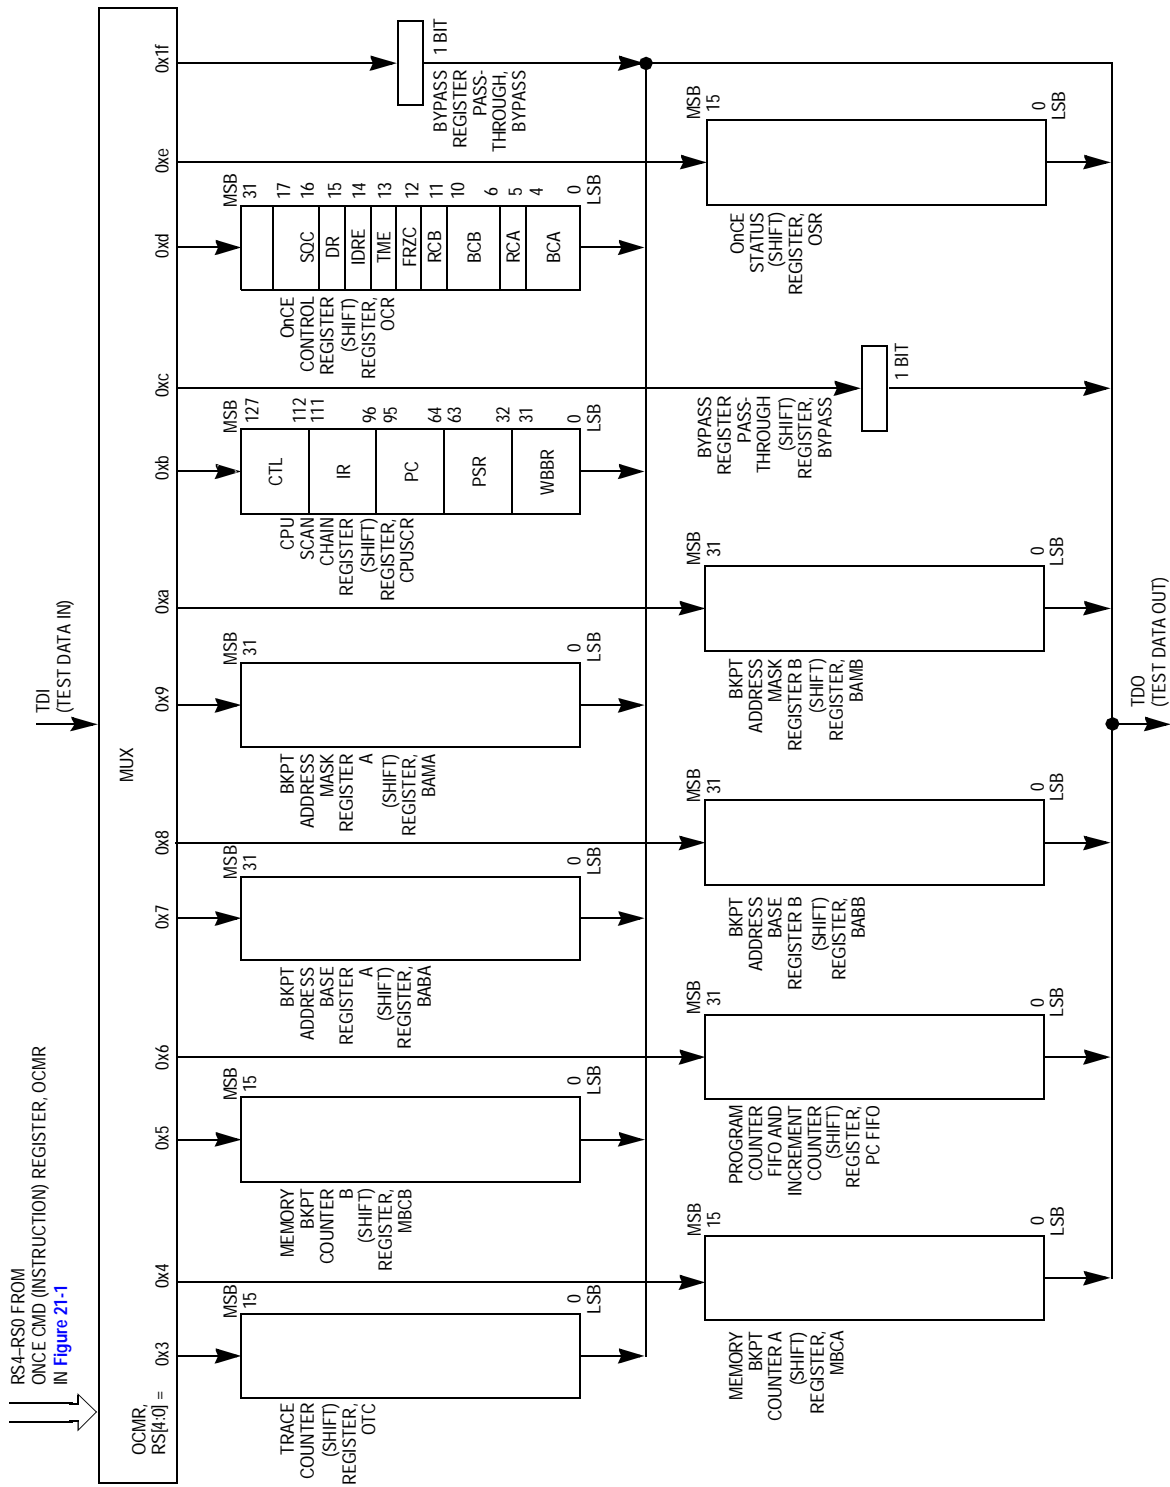 RS4–RS0 FROM
ONCE CMD (INSTRUCTION) REGISTER, OCMR
IN Figure 21-1
TDI
(TEST DATA IN)
MUX
OCMR,
RS[4:0] =
0x3
0x4
0x5
0x6
0x7
0x8
0x9
0xa
0xb
0xc
0xd
0xe
0x1f
TRACE
COUNTER
(SHIFT)
REGISTER,
OTC
MSB
15
0
LSB
MEMORY
BKPT
COUNTER
B
(SHIFT)
REGISTER,
MBCB
MSB
15
0
LSB
BKPT
ADDRESS
BASE
REGISTER
A
(SHIFT)
REGISTER,
BABA
MSB
31
0
LSB
BKPT
ADDRESS
MASK
REGISTER
A
(SHIFT)
REGISTER,
BAMA
MSB
31
0
LSB
CPU
SCAN
CHAIN
REGISTER
(SHIFT)
REGISTER,
CPUSCR
MSB
127
112
111
96
95
64
63
32
31
0
LSB
CTL
IR
PC
PSR
WBBR
OnCE
CONTROL
REGISTER
(SHIFT)
REGISTER,
OCR
MSB
31
17
16
15
14
13
12
11
10
6
5
4
0
LSB
SQC
DR
IDRE
TME
FRZC
RCB
BCB
RCA
BCA
BYPASS
REGISTER
PASS-
THROUGH,
BYPASS
1 BIT
MEMORY
BKPT
COUNTER A
(SHIFT)
REGISTER,
MBCA
MSB
15
0
LSB
PROGRAM
COUNTER
FIFO AND
INCREMENT
COUNTER
(SHIFT)
REGISTER,
PC FIFO
MSB
31
0
LSB
BKPT
ADDRESS
BASE
REGISTER B
(SHIFT)
REGISTER,
BABB
MSB
31
0
LSB
BKPT
ADDRESS
MASK
REGISTER B
(SHIFT)
REGISTER,
BAMB
MSB
31
0
LSB
BYPASS
REGISTER
PASS-
THROUGH
(SHIFT)
REGISTER,
BYPASS
1 BIT
OnCE
STATUS
(SHIFT)
REGISTER,
OSR
MSB
15
0
LSB
TDO
(TEST DATA OUT)